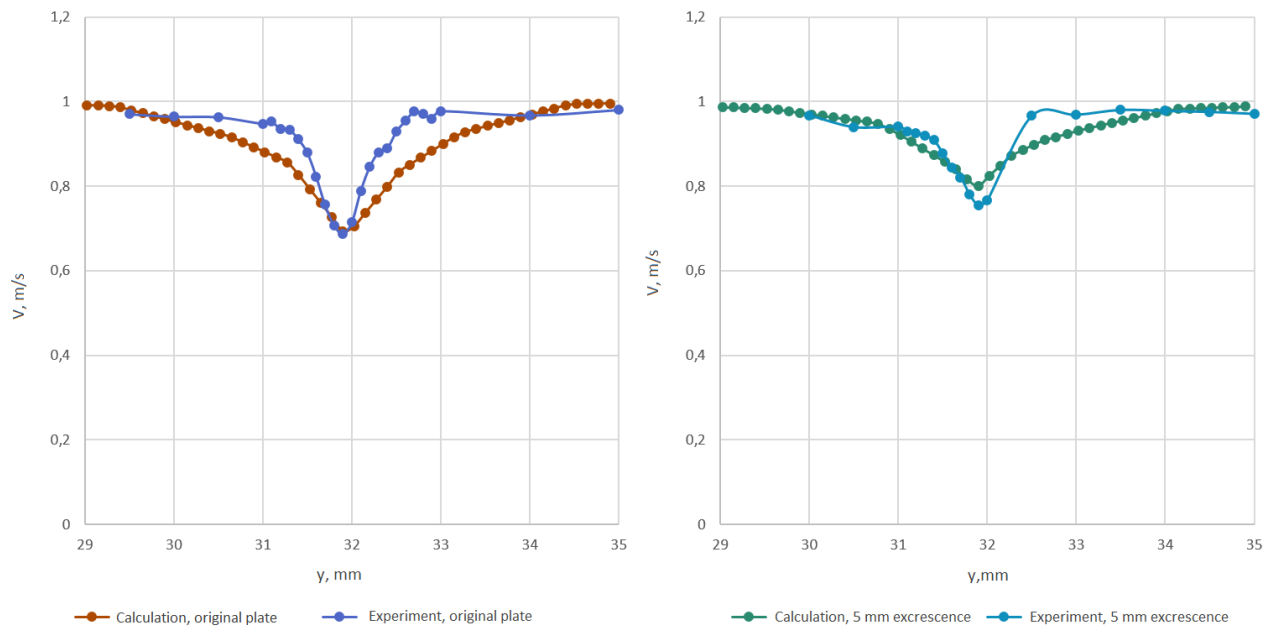 1,2
1
0,8
0,6
0,4
0,2
0
V, m/s
29 30 31 32 33 34 35
y, mm
Calculation, original plate Experiment, original plate
1,2
1
0,8
0,6
0,4
0,2
0
V, m/s
29 30 31 32 33 34 35
y,mm
Calculation, 5 mm excrescence Experiment, 5 mm excrescence